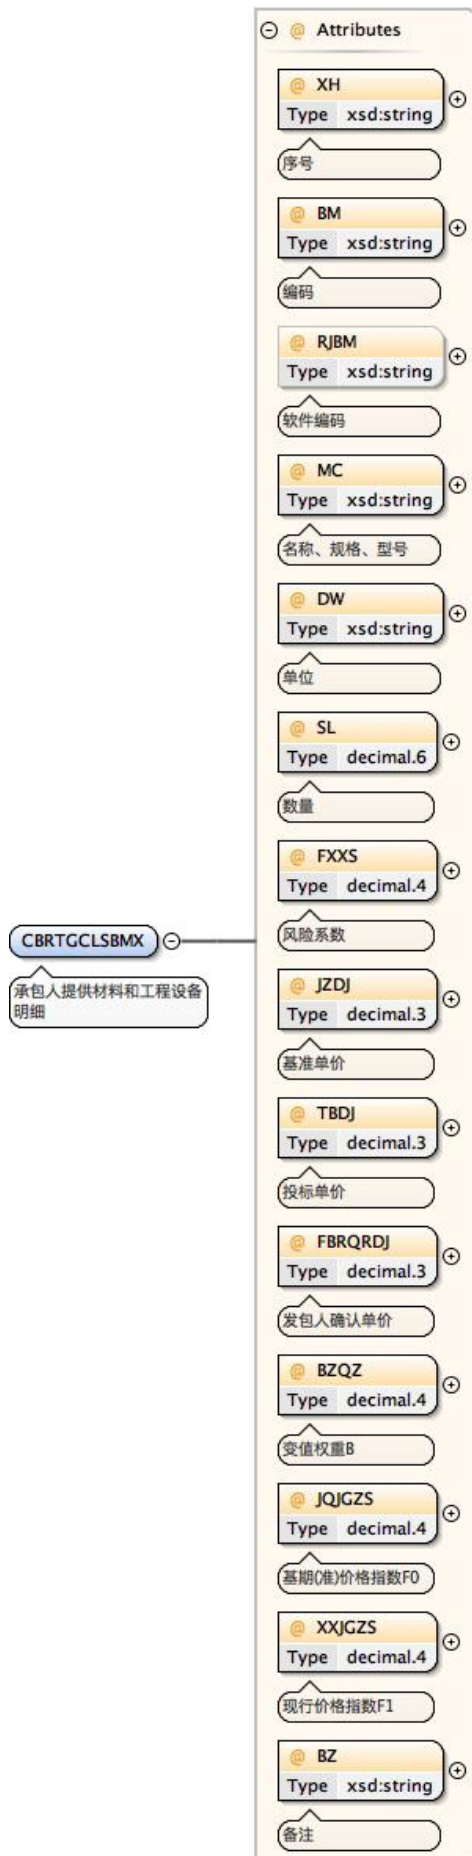 Attributes
XH
Type xsd:string
序号
BM
Type xsd:string
编码
RJBM
Type xsd:string
软件编码
MC
Type xsd:string
名称、规格、型号
DW
Type xsd:string
单位
SL
Type decimal.6
数量
FXXS
Type decimal.4
风险系数
CBRTGCLSBMX
承包人提供材料和工程设备
明细
JZDJ
Type decimal.3
基准单价
TBDJ
Type decimal.3
投标单价
FBRQRDJ
Type decimal.3
发包人确认单价
BZQZ
Type decimal.4
变值权重B
JQJGZS
Type decimal.4
基期(准)价格指数F0
XXJGZS
Type decimal.4
现行价格指数F1
BZ
Type xsd:string
备注